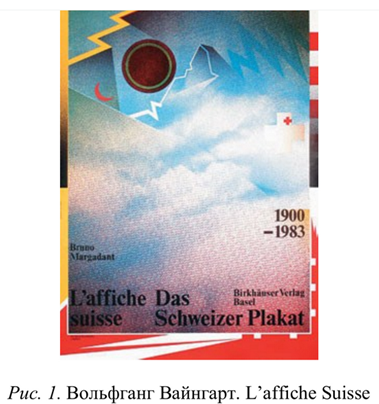 1900
–1983
Bruno
Margadant
L'affiche Das
suisse Schweizer Plakat
Birkhäuser Verlag
Basel
Рис. 1. Вольфганг Вайнгарт. L'affiche Suisse